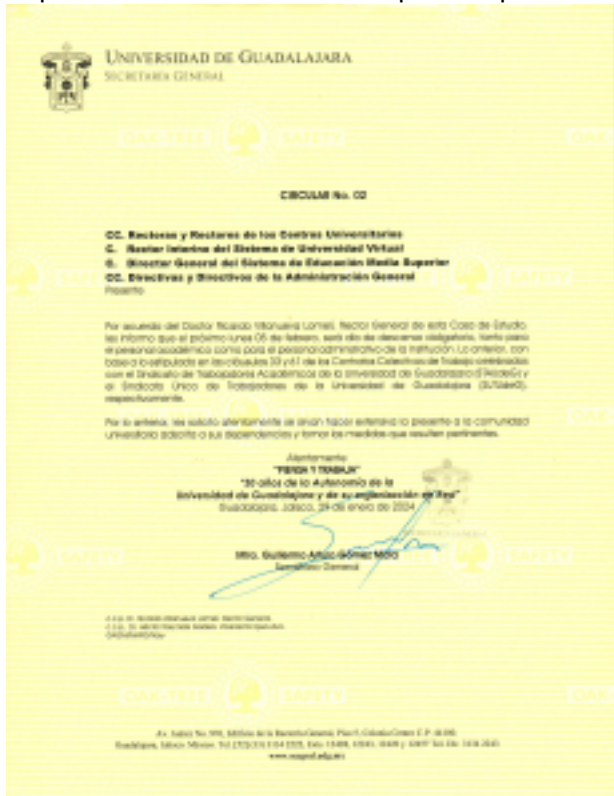 UNIVERSIDAD DE GUADALAJARA
SECRETARÍA GENERAL
CIRCULAR No. 02
CC. Rectoras y Rectores de los Centros Universitarios
C. Rector Interino del Sistema de Universidad Virtual
C. Director General del Sistema de Educación Media Superior
CC. Directivas y Directivos de la Administración General
Presente
Por acuerdo del Doctor Ricardo Villanueva Lomelí, Rector General de esta Casa de Estudio,
les informo que el próximo lunes 05 de febrero, será día de descanso obligatorio, tanto para
el personal académico como para el personal administrativo de la Institución. Lo anterior, con
base a lo estipulado en las cláusulas 33 y 61 de los Contratos Colectivos de Trabajo celebrados
con el Sindicato de Trabajadores Académicos de la Universidad de Guadalajara (STAUdeG) y
el Sindicato Único de Trabajadores de la Universidad de Guadalajara (SUTUdeG),
respectivamente.
Por lo anterior, les solicito atentamente se sirvan hacer extensiva la presente a la comunidad
universitaria adscrita a sus dependencias y tomar las medidas que resulten pertinentes.
Atentamente
"PIENSA Y TRABAJA"
"30 años de la Autonomía de la
Universidad de Guadalajara y de su organización en Red"
Guadalajara, Jalisco, 29 de enero de 2024
Mtro. Guillermo Arturo Gómez Mata
Secretario General